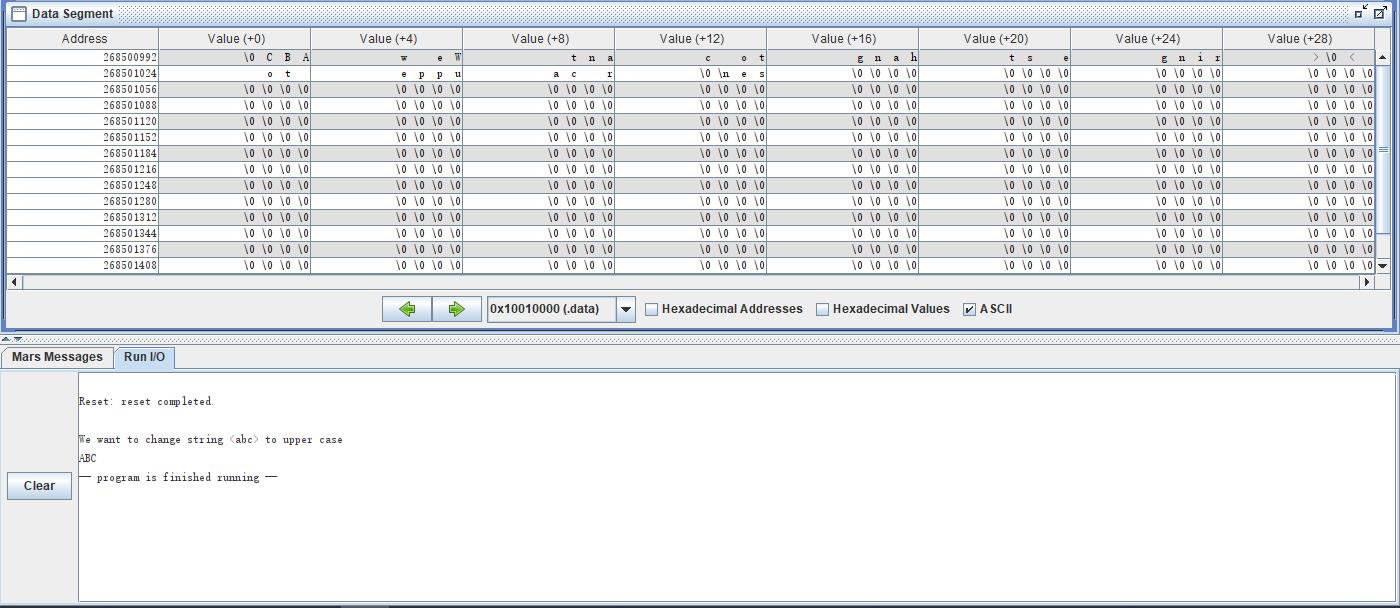 Data Segment
Address Value (+0) Value (+4) Value (+8) Value (+12) Value (+16) Value (+20) Value (+24) Value (+28)
268500992 \0 C B A w e W t n a c o t g n a h t s e g n i r > \0 <
268501024 o t e p p u a c r \0 \n e s \0 \0 \0 \0 \0 \0 \0 \0 \0 \0 \0 \0 \0 \0 \0 \0
268501056 \0 \0 \0 \0 \0 \0 \0 \0 \0 \0 \0 \0 \0 \0 \0 \0 \0 \0 \0 \0 \0 \0 \0 \0 \0 \0 \0 \0 \0 \0 \0 \0
268501088 \0 \0 \0 \0 \0 \0 \0 \0 \0 \0 \0 \0 \0 \0 \0 \0 \0 \0 \0 \0 \0 \0 \0 \0 \0 \0 \0 \0 \0 \0 \0 \0
268501120 \0 \0 \0 \0 \0 \0 \0 \0 \0 \0 \0 \0 \0 \0 \0 \0 \0 \0 \0 \0 \0 \0 \0 \0 \0 \0 \0 \0 \0 \0 \0 \0
268501152 \0 \0 \0 \0 \0 \0 \0 \0 \0 \0 \0 \0 \0 \0 \0 \0 \0 \0 \0 \0 \0 \0 \0 \0 \0 \0 \0 \0 \0 \0 \0 \0
268501184 \0 \0 \0 \0 \0 \0 \0 \0 \0 \0 \0 \0 \0 \0 \0 \0 \0 \0 \0 \0 \0 \0 \0 \0 \0 \0 \0 \0 \0 \0 \0 \0
268501216 \0 \0 \0 \0 \0 \0 \0 \0 \0 \0 \0 \0 \0 \0 \0 \0 \0 \0 \0 \0 \0 \0 \0 \0 \0 \0 \0 \0 \0 \0 \0 \0
268501248 \0 \0 \0 \0 \0 \0 \0 \0 \0 \0 \0 \0 \0 \0 \0 \0 \0 \0 \0 \0 \0 \0 \0 \0 \0 \0 \0 \0 \0 \0 \0 \0
268501280 \0 \0 \0 \0 \0 \0 \0 \0 \0 \0 \0 \0 \0 \0 \0 \0 \0 \0 \0 \0 \0 \0 \0 \0 \0 \0 \0 \0 \0 \0 \0 \0
268501312 \0 \0 \0 \0 \0 \0 \0 \0 \0 \0 \0 \0 \0 \0 \0 \0 \0 \0 \0 \0 \0 \0 \0 \0 \0 \0 \0 \0 \0 \0 \0 \0
268501344 \0 \0 \0 \0 \0 \0 \0 \0 \0 \0 \0 \0 \0 \0 \0 \0 \0 \0 \0 \0 \0 \0 \0 \0 \0 \0 \0 \0 \0 \0 \0 \0
268501376 \0 \0 \0 \0 \0 \0 \0 \0 \0 \0 \0 \0 \0 \0 \0 \0 \0 \0 \0 \0 \0 \0 \0 \0 \0 \0 \0 \0 \0 \0 \0 \0
268501408 \0 \0 \0 \0 \0 \0 \0 \0 \0 \0 \0 \0 \0 \0 \0 \0 \0 \0 \0 \0 \0 \0 \0 \0 \0 \0 \0 \0 \0 \0 \0 \0
0x10010000 (.data) Hexadecimal Addresses Hexadecimal Values ASCII
Mars Messages Run I/O
Reset: reset completed.
We want to change string <abc> to upper case
ABC
-- program is finished running --
Clear